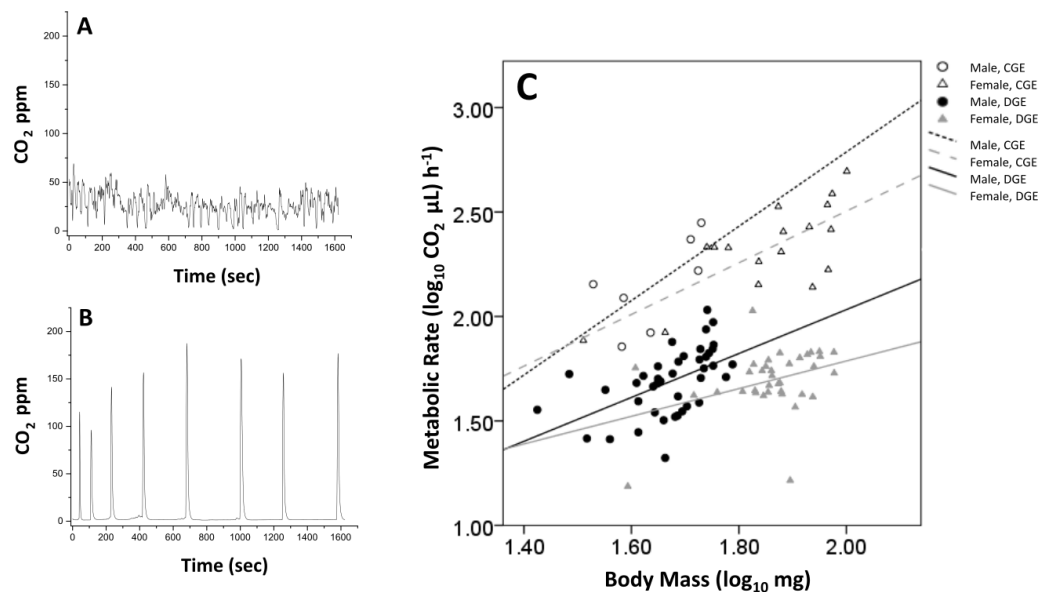 A
200
150
100
50
0
CO2 ppm
0 200 400 600 800 1000 1200 1400 1600
Time (sec)
B
200
150
100
50
0
CO2 ppm
0 200 400 600 800 1000 1200 1400 1600
Time (sec)
C
3.00
2.50
2.00
1.50
1.00
Metabolic Rate (log10 CO2 µL) h-1
1.40 1.60 1.80 2.00
Body Mass (log10 mg)
Male, CGE
Female, CGE
Male, DGE
Female, DGE
Male, CGE
Female, CGE
Male, DGE
Female, DGE